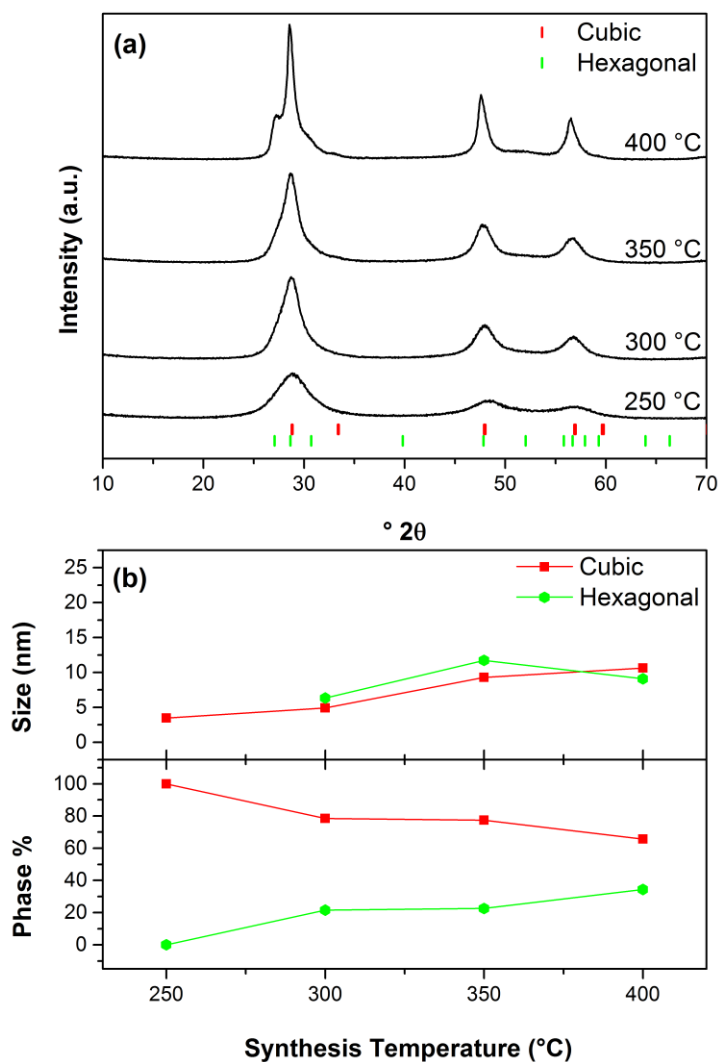 (a)
Cubic
Hexagonal
400 °C
350 °C
300 °C
250 °C
Intensity (a.u.)
10 20 30 40 50 60 70
° 2θ
(b)
Cubic
Hexagonal
25
20
15
10
5
0
Size (nm)
100
80
60
40
20
0
Phase %
250 300 350 400
Synthesis Temperature (°C)